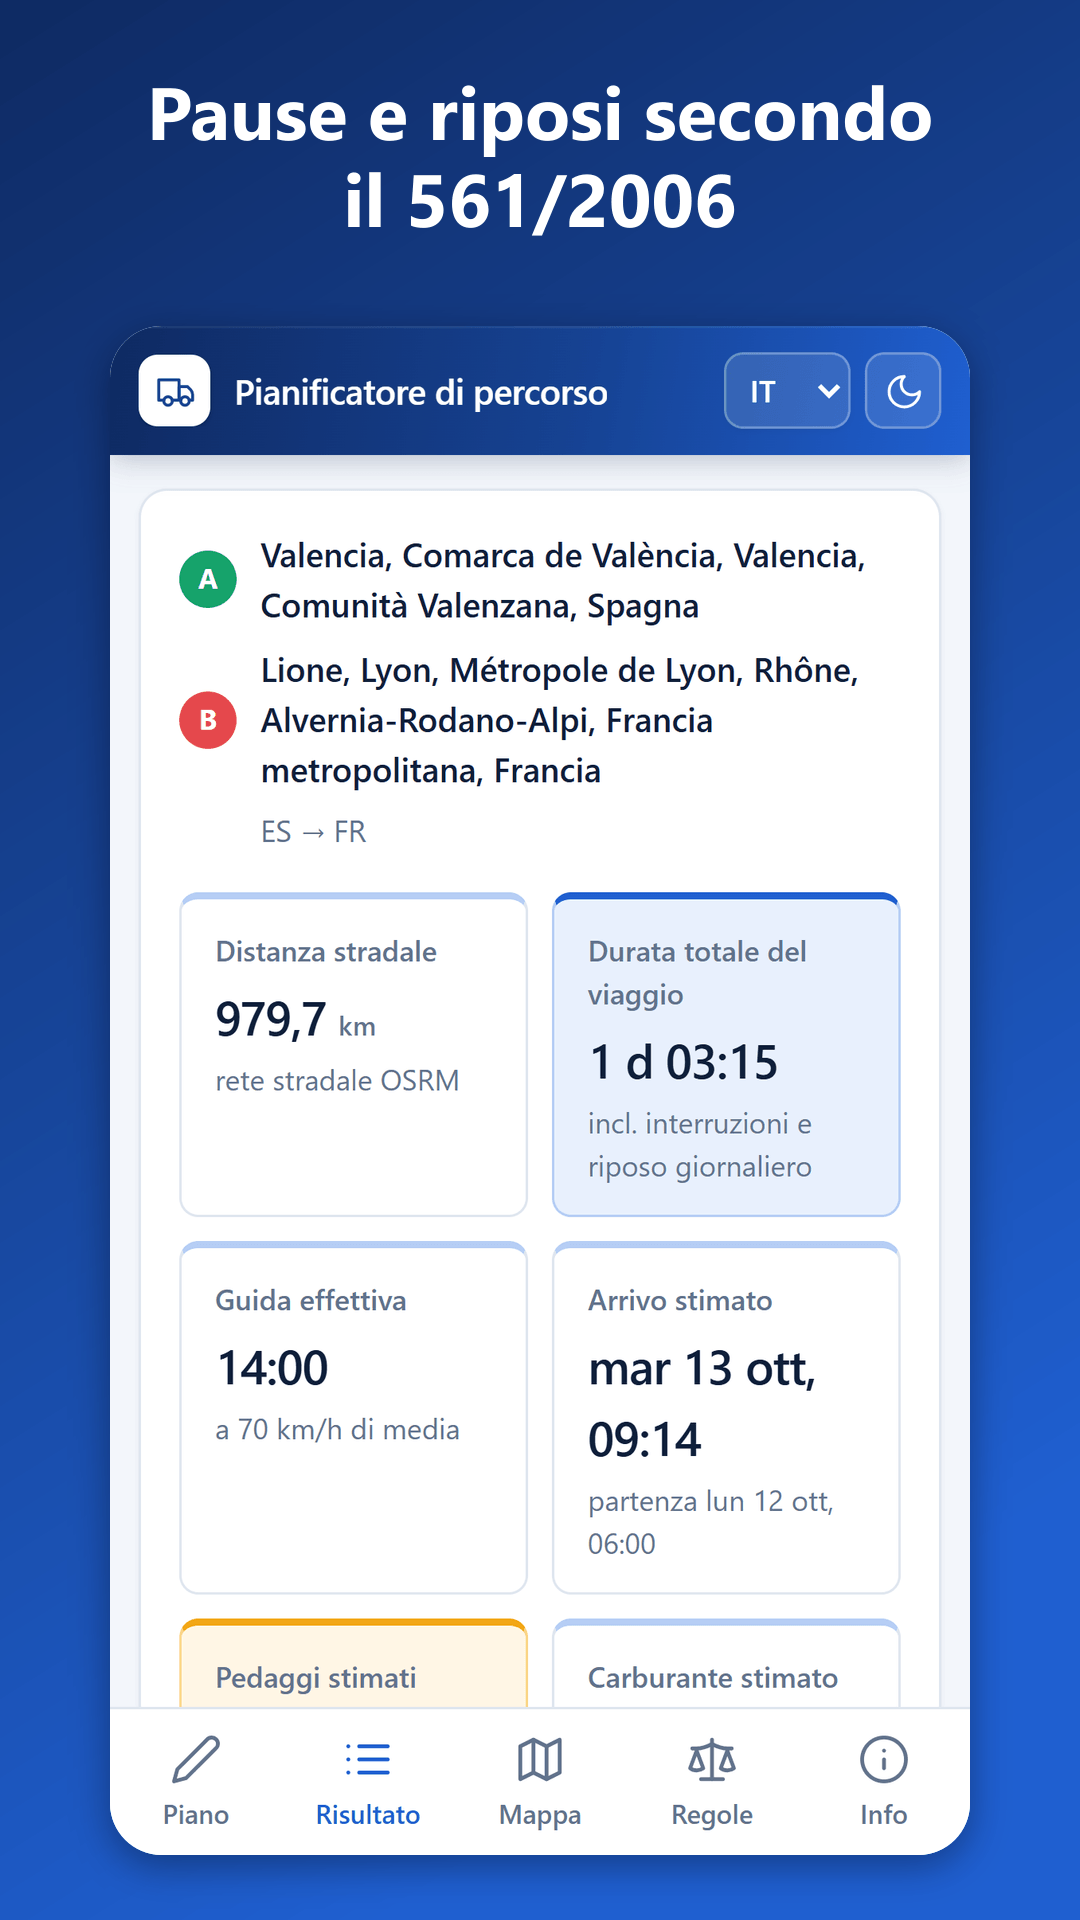 Pause e riposi secondo
il 561/2006
Pianificatore di percorso
IT
A
Valencia, Comarca de València, Valencia,
Comunità Valenzana, Spagna
B
Lione, Lyon, Métropole de Lyon, Rhône,
Alvernia-Rodano-Alpi, Francia
metropolitana, Francia
ES → FR
Distanza stradale
979,7 km
rete stradale OSRM
Durata totale del
viaggio
1 d 03:15
incl. interruzioni e
riposo giornaliero
Guida effettiva
14:00
a 70 km/h di media
Arrivo stimato
mar 13 ott,
09:14
partenza lun 12 ott,
06:00
Pedaggi stimati
Carburante stimato
Piano
Risultato
Mappa
Regole
Info